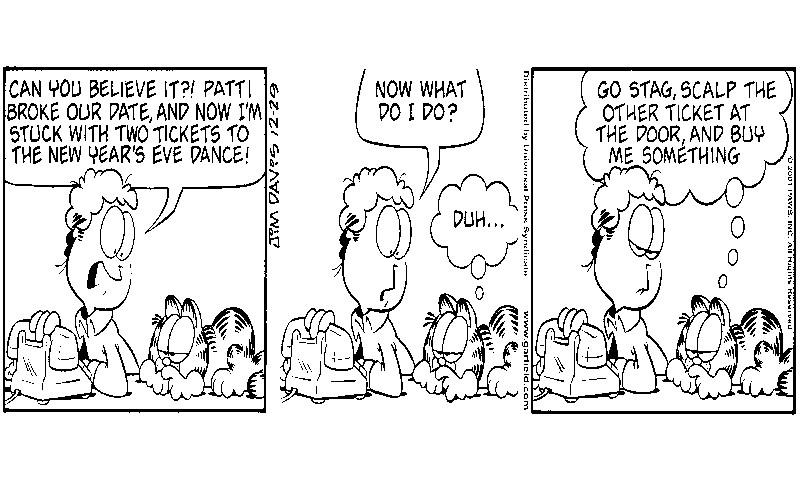 CAN YOU BELIEVE IT?! PATTI
BROKE OUR DATE, AND NOW I'M
STUCK WITH TWO TICKETS TO
THE NEW YEAR'S EVE DANCE!
JIM DAVIS 12-29
NOW WHAT
DO I DO?
DUH...
Distributed by Universal Press Syndicate
www.garfield.com
GO STAG, SCALP THE
OTHER TICKET AT
THE DOOR, AND BUY
ME SOMETHING
© 2001 PAWS, INC. All Rights Reserved